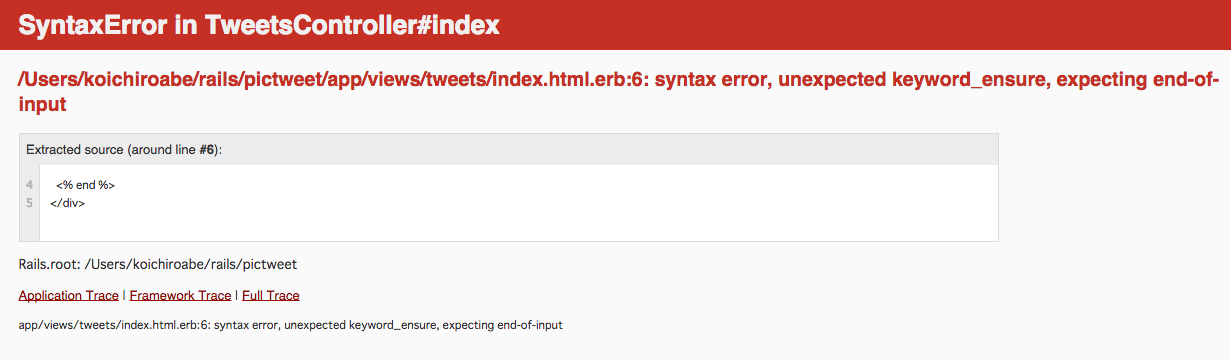 SyntaxError in TweetsController#index
/Users/koichiroabe/rails/pictweet/app/views/tweets/index.html.erb:6: syntax error, unexpected keyword_ensure, expecting end-of-
input
Extracted source (around line #6):
4 <% end %>
5 </div>
Rails.root: /Users/koichiroabe/rails/pictweet
Application Trace | Framework Trace | Full Trace
app/views/tweets/index.html.erb:6: syntax error, unexpected keyword_ensure, expecting end-of-input